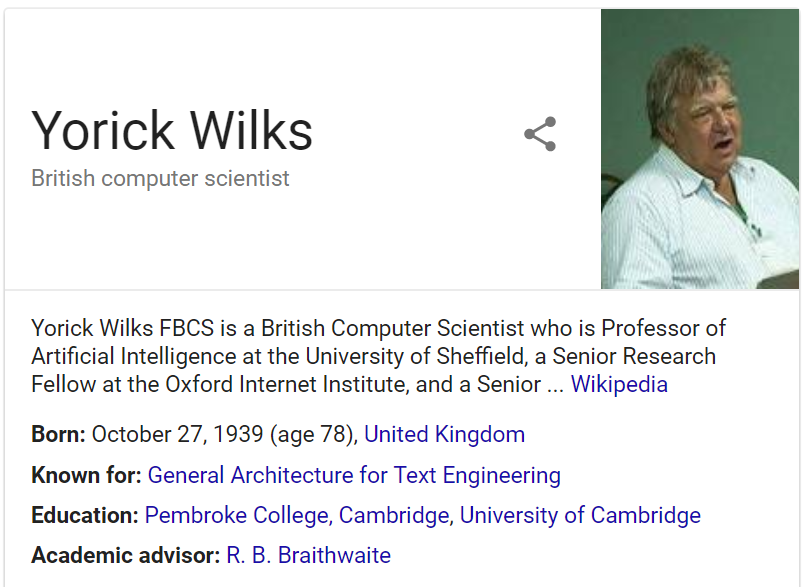 Yorick Wilks
British computer scientist
Yorick Wilks FBCS is a British Computer Scientist who is Professor of
Artificial Intelligence at the University of Sheffield, a Senior Research
Fellow at the Oxford Internet Institute, and a Senior ... Wikipedia
Born: October 27, 1939 (age 78), United Kingdom
Known for: General Architecture for Text Engineering
Education: Pembroke College, Cambridge, University of Cambridge
Academic advisor: R. B. Braithwaite